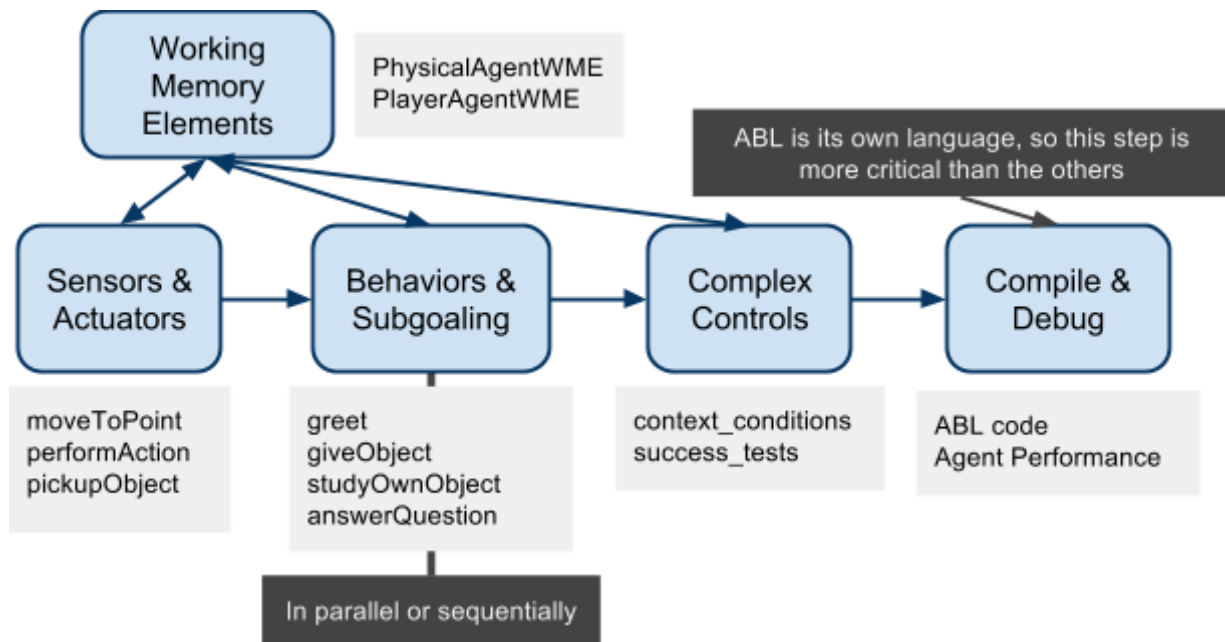 Working
Memory
Elements
PhysicalAgentWME
PlayerAgentWME
ABL is its own language, so this step is
more critical than the others
Sensors &
Actuators
Behaviors &
Subgoaling
Complex
Controls
Compile &
Debug
moveToPoint
performAction
pickupObject
greet
giveObject
studyOwnObject
answerQuestion
context_conditions
success_tests
ABL code
Agent Performance
In parallel or sequentially